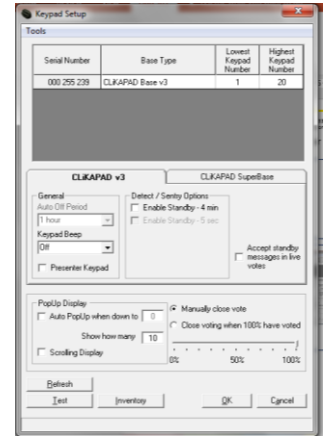 Keypad Setup
Tools
Serial Number Base Type Lowest Keypad Number Highest Keypad Number
000 255 239 CLiKAPAD Base v3 1 20
CLiKAPAD v3 CLiKAPAD SuperBase
General
Auto Off Period
1 hour
Keypad Beep
Off
Presenter Keypad
Detect / Sentry Options
Enable Standby - 4 min
Enable Standby - 5 sec
Accept standby
messages in live
votes
PopUp Display
Auto PopUp when down to 0
Show how many 10
Scrolling Display
Manually close vote
Close voting when 100% have voted
0% 50% 100%
Refresh
Test Inventory OK Cancel